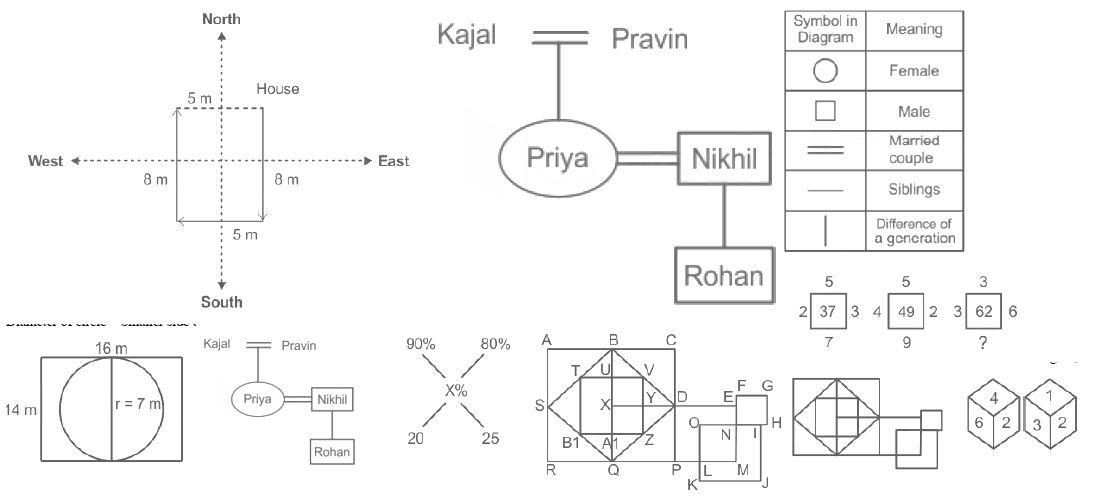 North
House
5 m
West
East
8 m
8 m
5 m
South
Kajal
Pravin
Priya
Nikhil
Rohan
Symbol in Diagram
Meaning
Female
Male
Married couple
Siblings
Difference of a generation
5 5 3
2 37 3 4 49 2 3 62 6
7 9 ?
16 m
14 m
r = 7 m
Kajal
Pravin
Priya
Nikhil
Rohan
90% 80%
X%
20 25
A B C
T U V
F G
S X Y D E
O N I H
B1 A1 Z
R Q P L M
K J
4 1
6 2 3 2